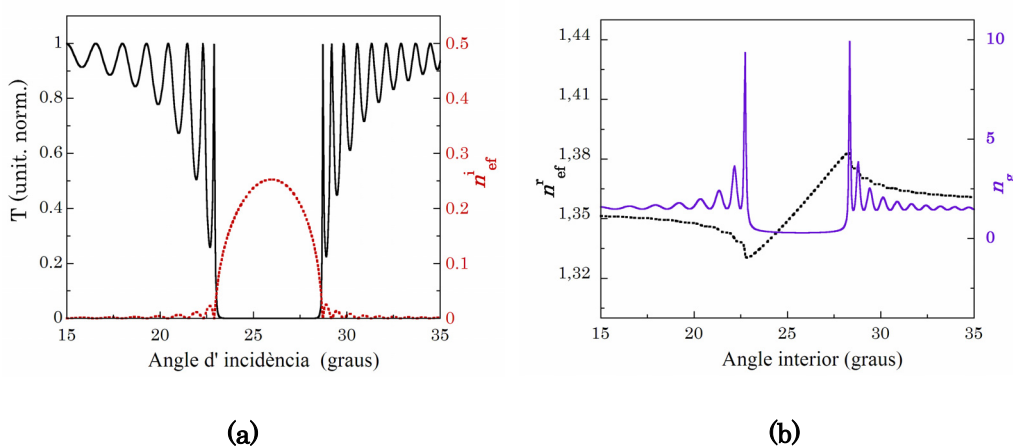 1
0.8
0.6
0.4
0.2
0
T (unit. norm.)
0.5
0.4
0.3
0.2
0.1
0
n^i_ef
15 20 25 30 35
Angle d' incidència (graus)
(a)
1,44
1,41
1,38
1,35
1,32
n^r_ef
10
5
0
n_g
15 20 25 30 35
Angle interior (graus)
(b)